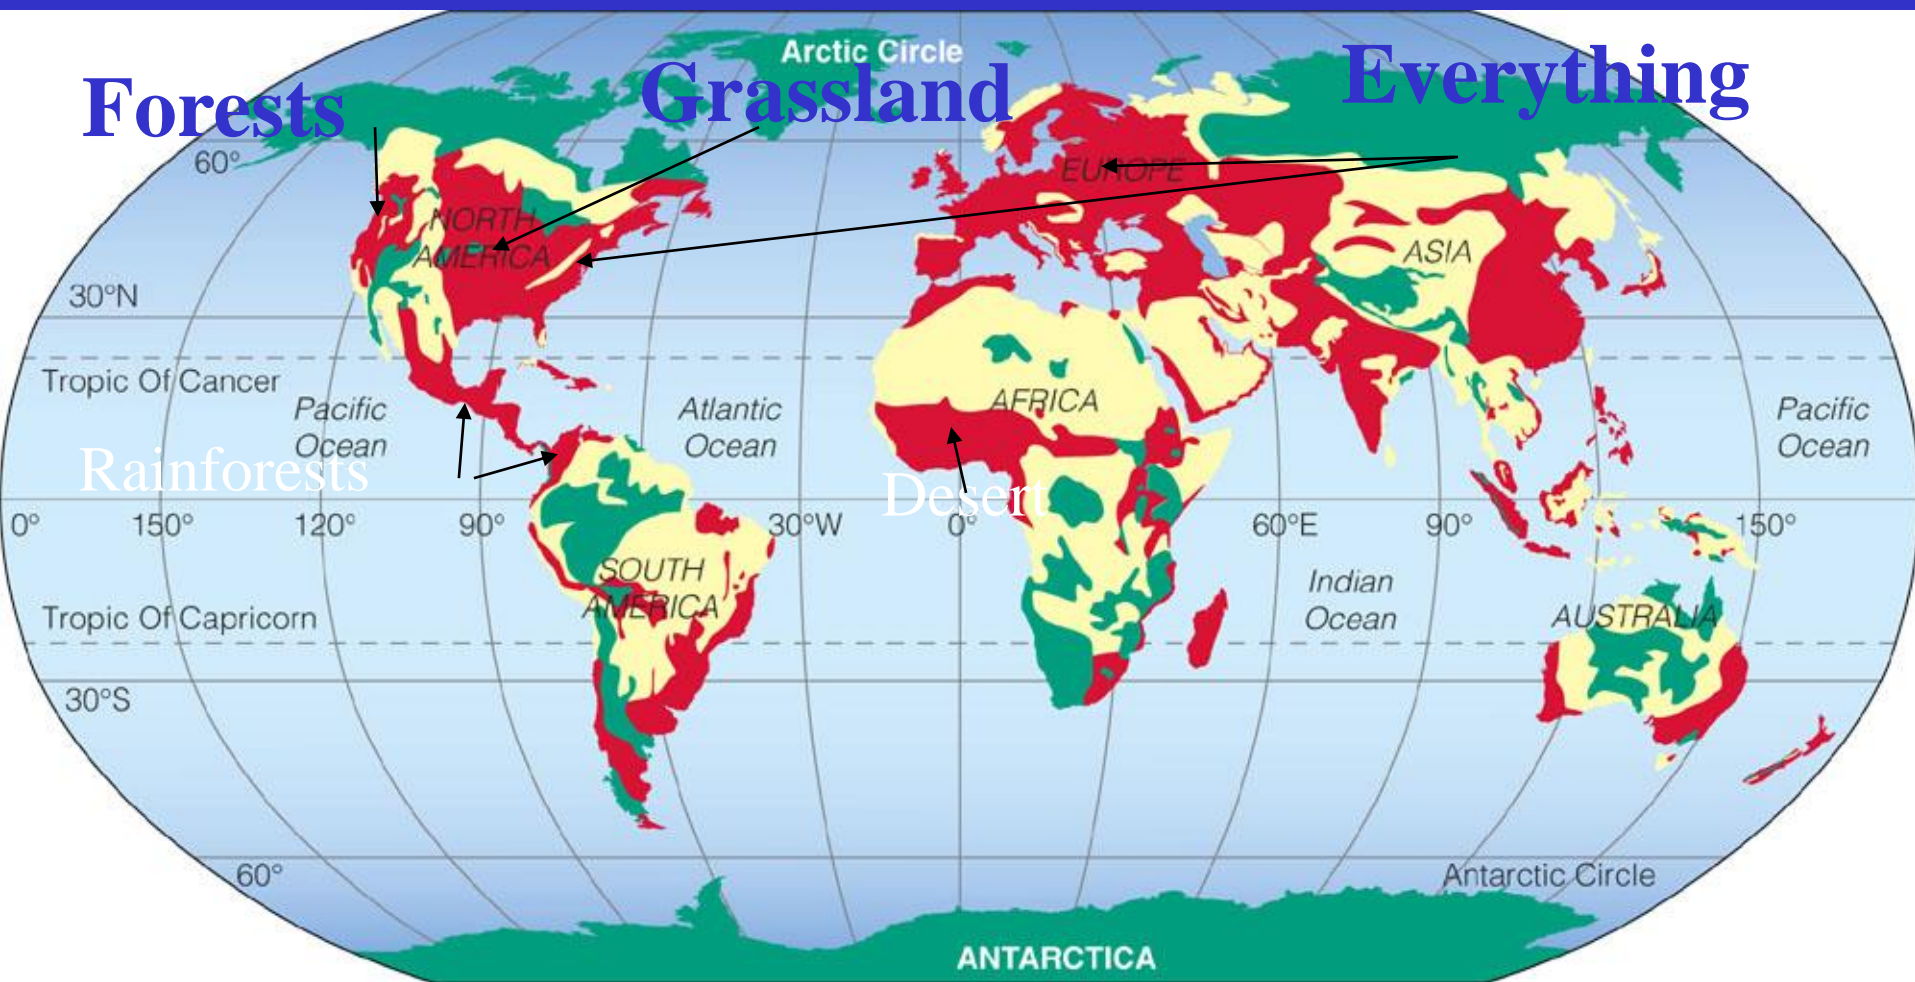 Arctic Circle
Forests
Grassland
Everything
60°
EUROPE
NORTH
AMERICA
ASIA
30°N
Tropic Of Cancer
Pacific
Ocean
Atlantic
Ocean
AFRICA
Pacific
Ocean
Rainforests
Desert
0°
150°
120°
90°
30°W
0°
60°E
90°
150°
SOUTH
AMERICA
Indian
Ocean
Tropic Of Capricorn
AUSTRALIA
30°S
60°
Antarctic Circle
ANTARCTICA